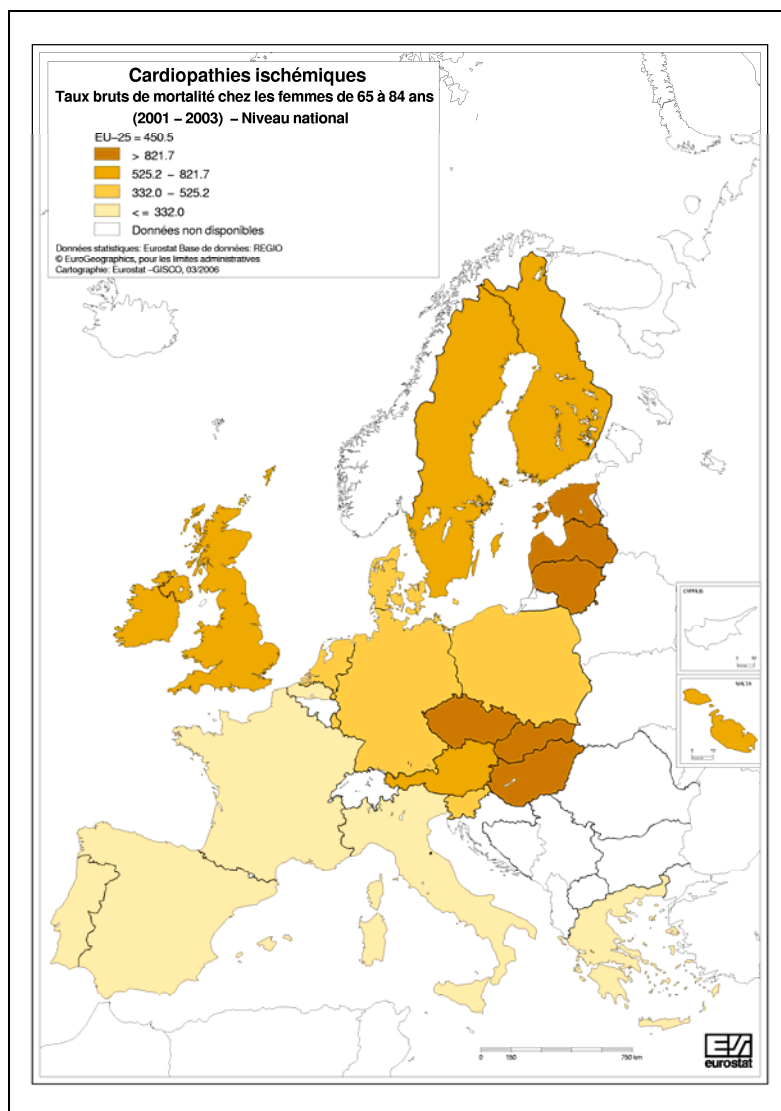 Cardiopathies ischémiques
Taux bruts de mortalité chez les femmes de 65 à 84 ans
(2001 – 2003) – Niveau national
EU–25 = 450.5
> 821.7
525.2 – 821.7
332.0 – 525.2
<= 332.0
Données non disponibles
Données statistiques: Eurostat Base de données: REGIO
© EuroGeographics, pour les limites administratives
Cartographie: Eurostat –GISCO, 03/2006
CYPRUS
MALTA
0 150 750 km
eurostat